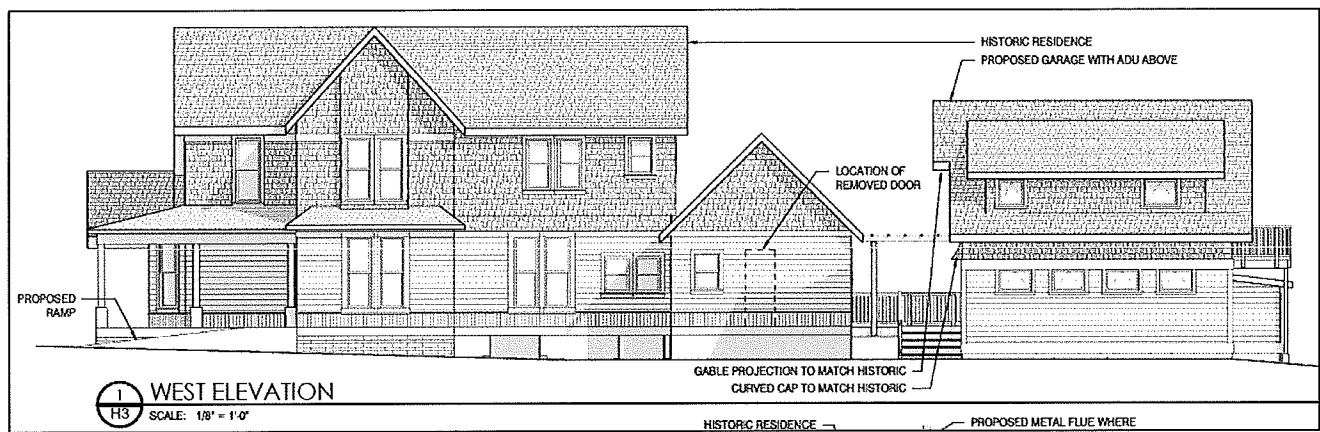 HISTORIC RESIDENCE
PROPOSED GARAGE WITH ADU ABOVE
LOCATION OF
REMOVED DOOR
PROPOSED
RAMP
GABLE PROJECTION TO MATCH HISTORIC
CURVED CAP TO MATCH HISTORIC
1
H3
WEST ELEVATION
SCALE: 1/8" = 1'-0"
HISTORIC RESIDENCE
PROPOSED METAL FLUE WHERE